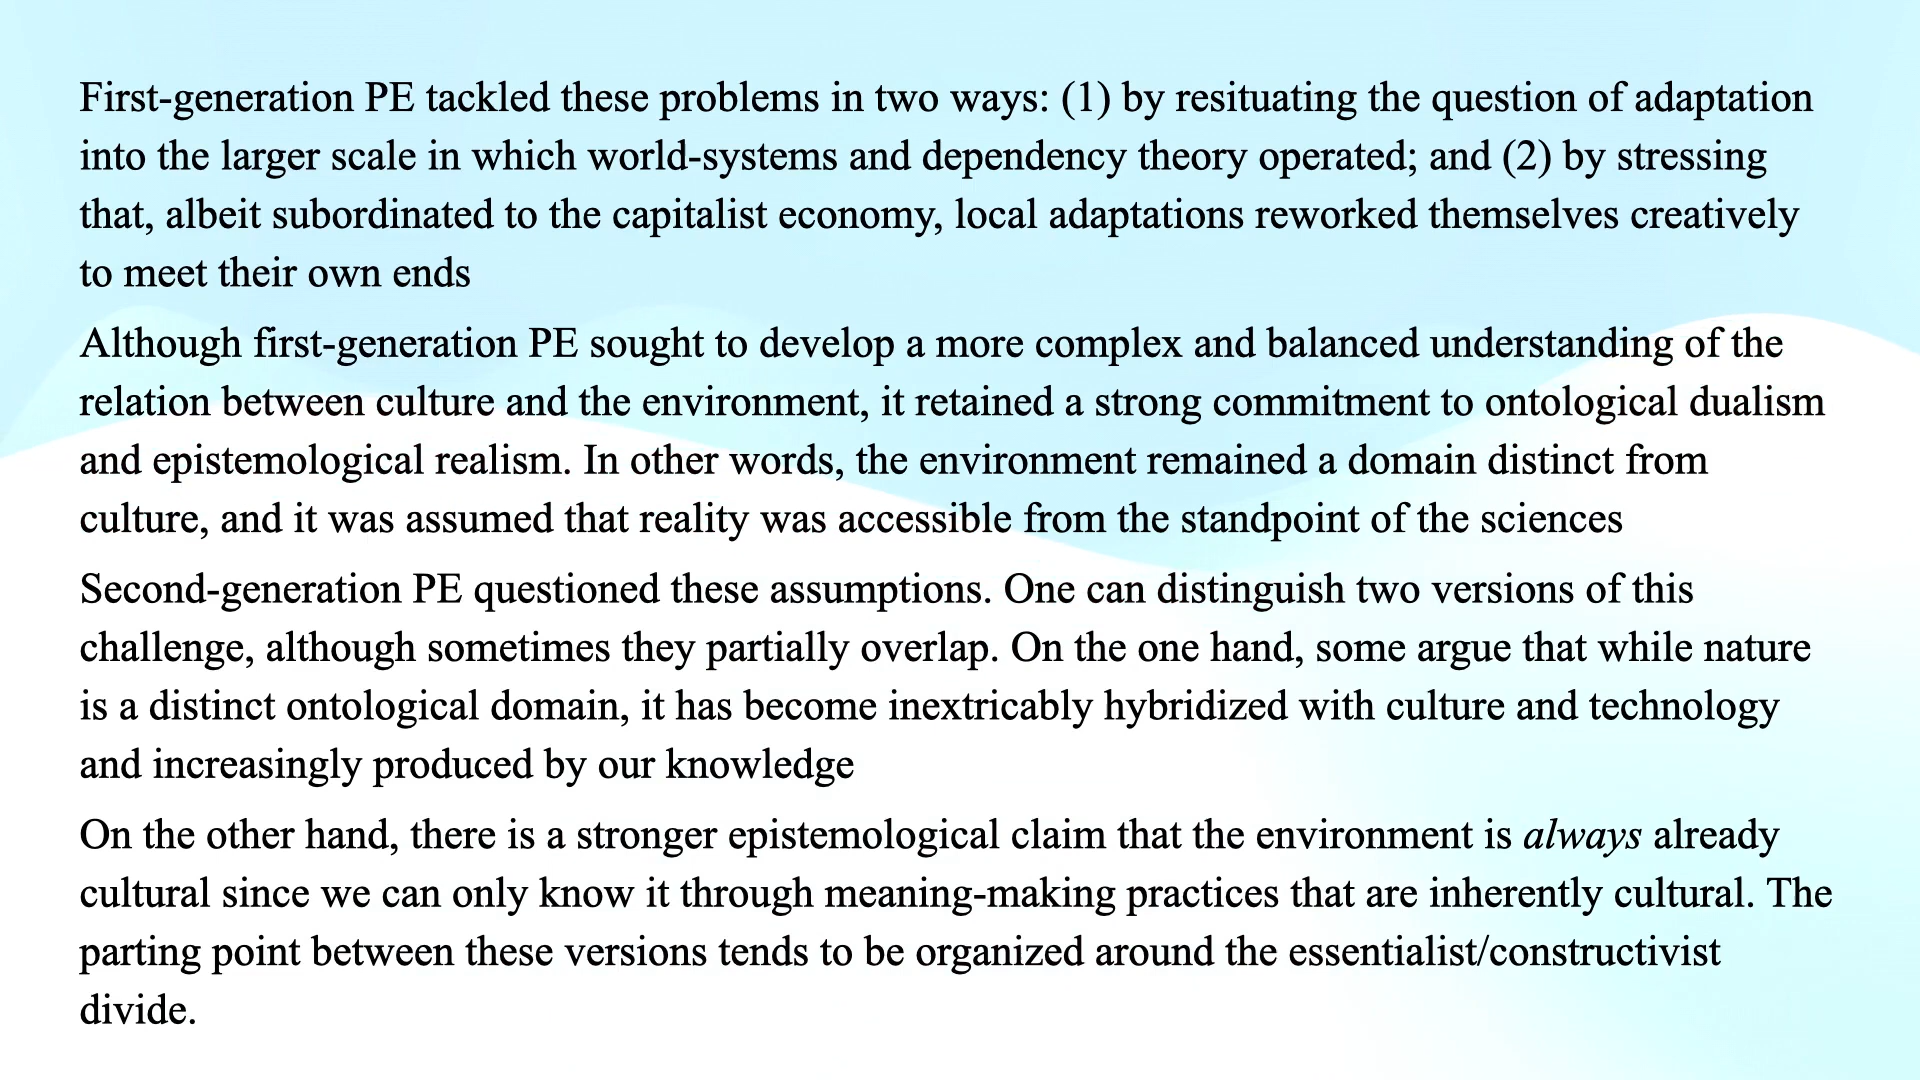 First-generation PE tackled these problems in two ways: (1) by resituating the question of adaptation
into the larger scale in which world-systems and dependency theory operated; and (2) by stressing
that, albeit subordinated to the capitalist economy, local adaptations reworked themselves creatively
to meet their own ends
Although first-generation PE sought to develop a more complex and balanced understanding of the
relation between culture and the environment, it retained a strong commitment to ontological dualism
and epistemological realism. In other words, the environment remained a domain distinct from
culture, and it was assumed that reality was accessible from the standpoint of the sciences
Second-generation PE questioned these assumptions. One can distinguish two versions of this
challenge, although sometimes they partially overlap. On the one hand, some argue that while nature
is a distinct ontological domain, it has become inextricably hybridized with culture and technology
and increasingly produced by our knowledge
On the other hand, there is a stronger epistemological claim that the environment is always already
cultural since we can only know it through meaning-making practices that are inherently cultural. The
parting point between these versions tends to be organized around the essentialist/constructivist
divide.